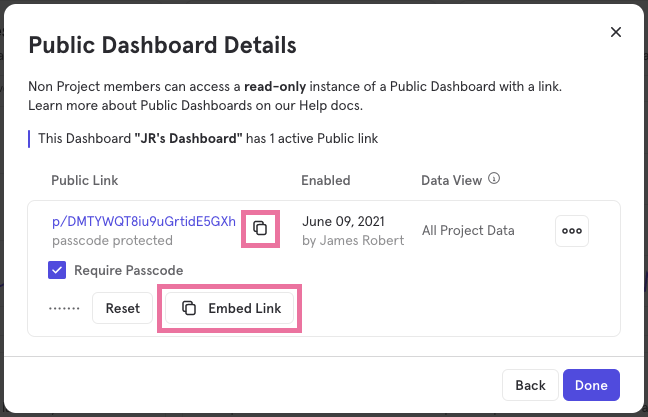 Public Dashboard Details
Non Project members can access a read-only instance of a Public Dashboard with a link.
Learn more about Public Dashboards on our Help docs.
This Dashboard "JR's Dashboard" has 1 active Public link
Public Link Enabled Data View
p/DMTYWQT8iu9uGrtidE5GXh June 09, 2021
passcode protected by James Robert All Project Data
Require Passcode
Reset Embed Link
Back Done